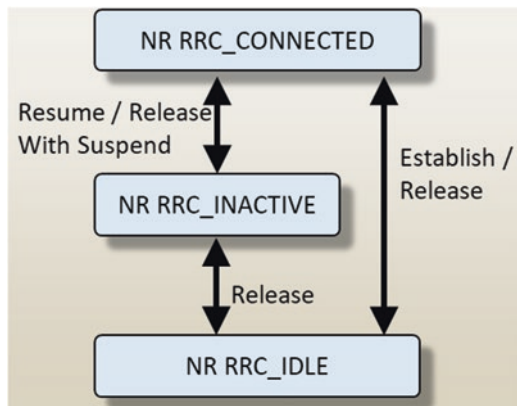 NR RRC_CONNECTED
Resume / Release
With Suspend
Establish /
Release
NR RRC_INACTIVE
Release
NR RRC_IDLE